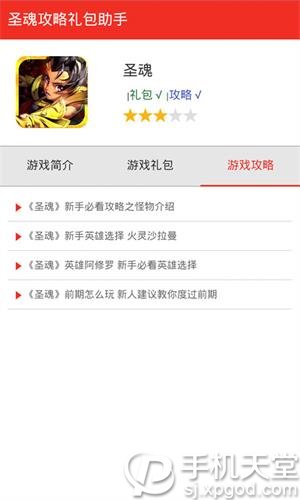 圣魂攻略礼包助手
圣魂
|礼包√ |攻略√
游戏简介 游戏礼包 游戏攻略
《圣魂》新手必看攻略之怪物介绍
《圣魂》新手英雄选择 火灵沙拉曼
《圣魂》英雄阿修罗 新手必看英雄选择
《圣魂》前期怎么玩 新人建议教你度过前期
手机天堂
sj.xpgod.com